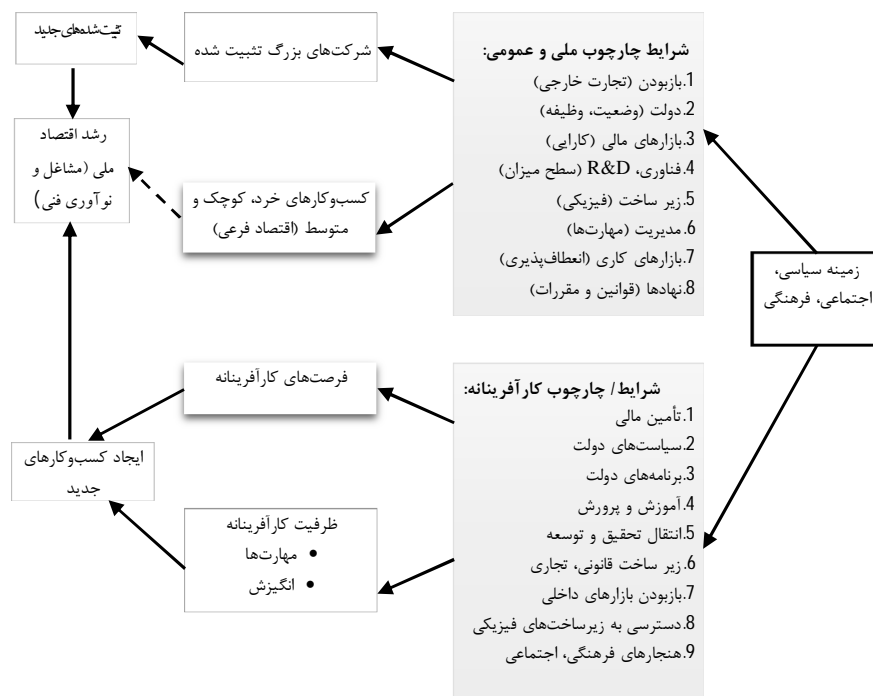 زمینه سیاسی،
اجتماعی، فرهنگی
شرایط چارچوب ملی و عمومی:
1.بازبودن (تجارت خارجی)
2.دولت (وضعیت، وظیفه)
3.بازارهای مالی (کارایی)
4.فناوری، R&D (سطح میزان)
5.زیر ساخت (فیزیکی)
6.مدیریت (مهارت‌ها)
7.بازارهای کاری (انعطاف‌پذیری)
8.نهادها (قوانین و مقررات)
شرایط/ چارچوب کارآفرینانه:
1.تأمین مالی
2.سیاست‌های دولت
3.برنامه‌های دولت
4.آموزش و پرورش
5.انتقال تحقیق و توسعه
6.زیر ساخت قانونی، تجاری
7.بازبودن بازارهای داخلی
8.دسترسی به زیرساخت‌های فیزیکی
9.هنجارهای فرهنگی، اجتماعی
شرکت‌های بزرگ تثبیت شده
کسب‌وکارهای خرد، کوچک و
متوسط (اقتصاد فرعی)
فرصت‌های کارآفرینانه
ظرفیت کارآفرینانه
• مهارت‌ها
• انگیزش
تثبیت‌شده‌های جدید
رشد اقتصاد
ملی (مشاغل و
نوآوری فنی)
ایجاد کسب‌وکارهای
جدید